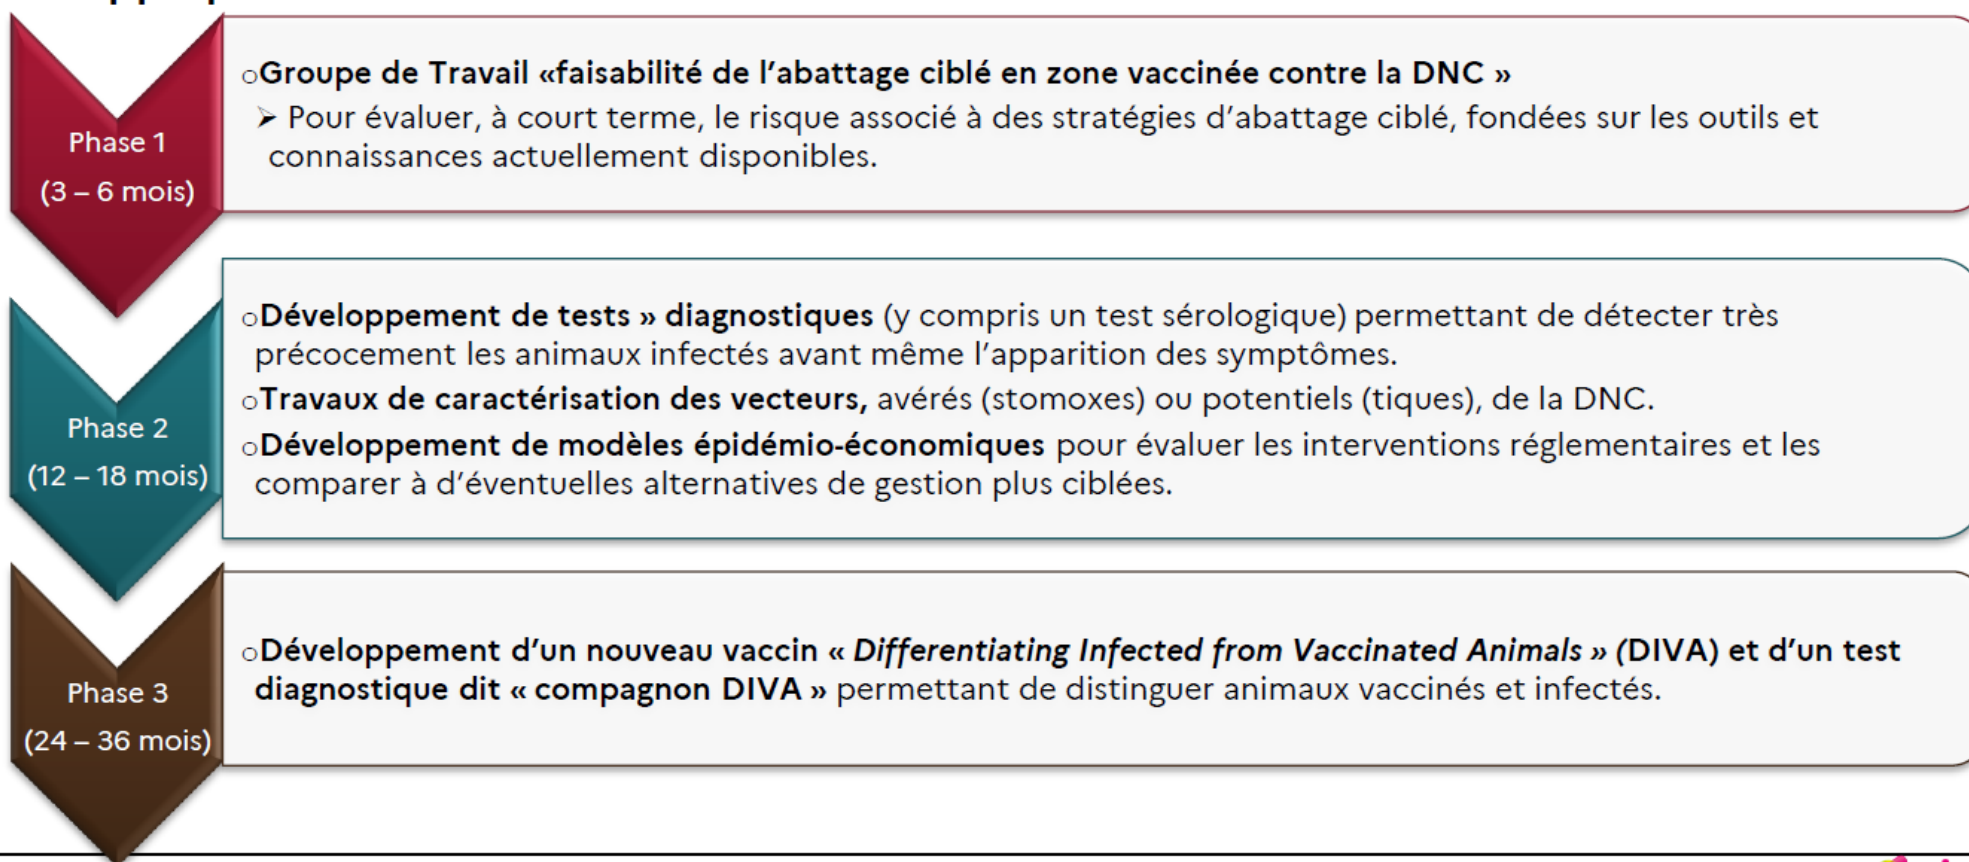 oGroupe de Travail «faisabilité de l’abattage ciblé en zone vaccinée contre la DNC »
➢ Pour évaluer, à court terme, le risque associé à des stratégies d’abattage ciblé, fondées sur les outils et
connaissances actuellement disponibles.
Phase 1
(3 – 6 mois)
oDéveloppement de tests » diagnostiques (y compris un test sérologique) permettant de détecter très
précocement les animaux infectés avant même l’apparition des symptômes.
oTravaux de caractérisation des vecteurs, avérés (stomoxes) ou potentiels (tiques), de la DNC.
oDéveloppement de modèles épidémio-économiques pour évaluer les interventions réglementaires et les
comparer à d’éventuelles alternatives de gestion plus ciblées.
Phase 2
(12 – 18 mois)
oDéveloppement d’un nouveau vaccin « Differentiating Infected from Vaccinated Animals » (DIVA) et d’un test
diagnostique dit « compagnon DIVA » permettant de distinguer animaux vaccinés et infectés.
Phase 3
(24 – 36 mois)